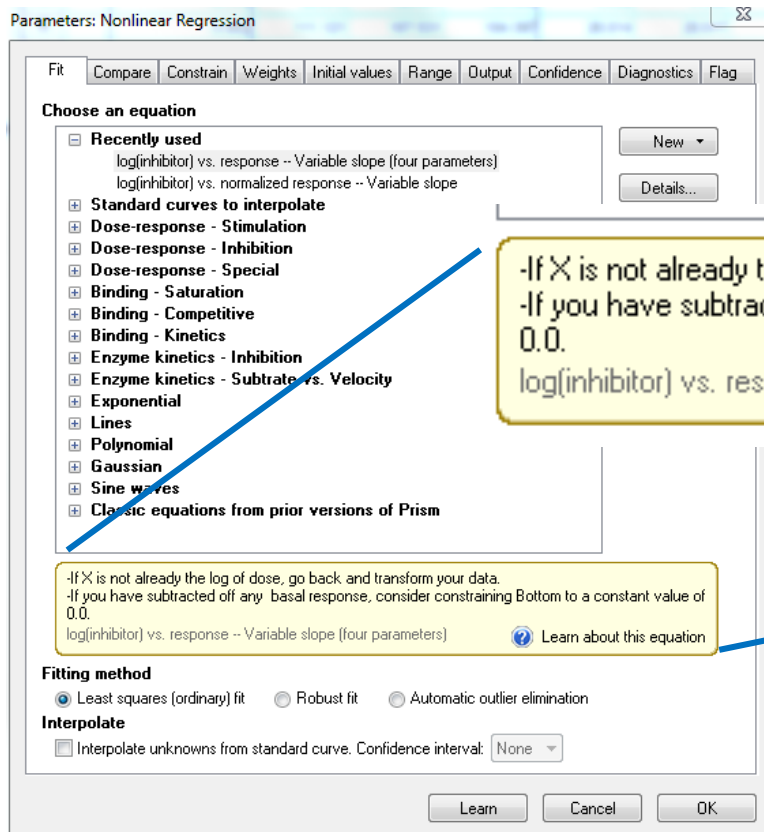 Parameters: Nonlinear Regression
Fit Compare Constrain Weights Initial values Range Output Confidence Diagnostics Flag
Choose an equation
Recently used
log(inhibitor) vs. response -- Variable slope (four parameters)
log(inhibitor) vs. normalized response -- Variable slope
Standard curves to interpolate
Dose-response - Stimulation
Dose-response - Inhibition
Dose-response - Special
Binding - Saturation
Binding - Competitive
Binding - Kinetics
Enzyme kinetics - Inhibition
Enzyme kinetics - Subtrate vs. Velocity
Exponential
Lines
Polynomial
Gaussian
Sine waves
Classic equations from prior versions of Prism
New
Details...
-If X is not already t
-If you have subtrac
0.0.
log(inhibitor) vs. res
-If X is not already the log of dose, go back and transform your data.
-If you have subtracted off any basal response, consider constraining Bottom to a constant value of
0.0.
log(inhibitor) vs. response -- Variable slope (four parameters) Learn about this equation
Fitting method
Least squares (ordinary) fit Robust fit Automatic outlier elimination
Interpolate
Interpolate unknowns from standard curve. Confidence interval: None
Learn Cancel OK